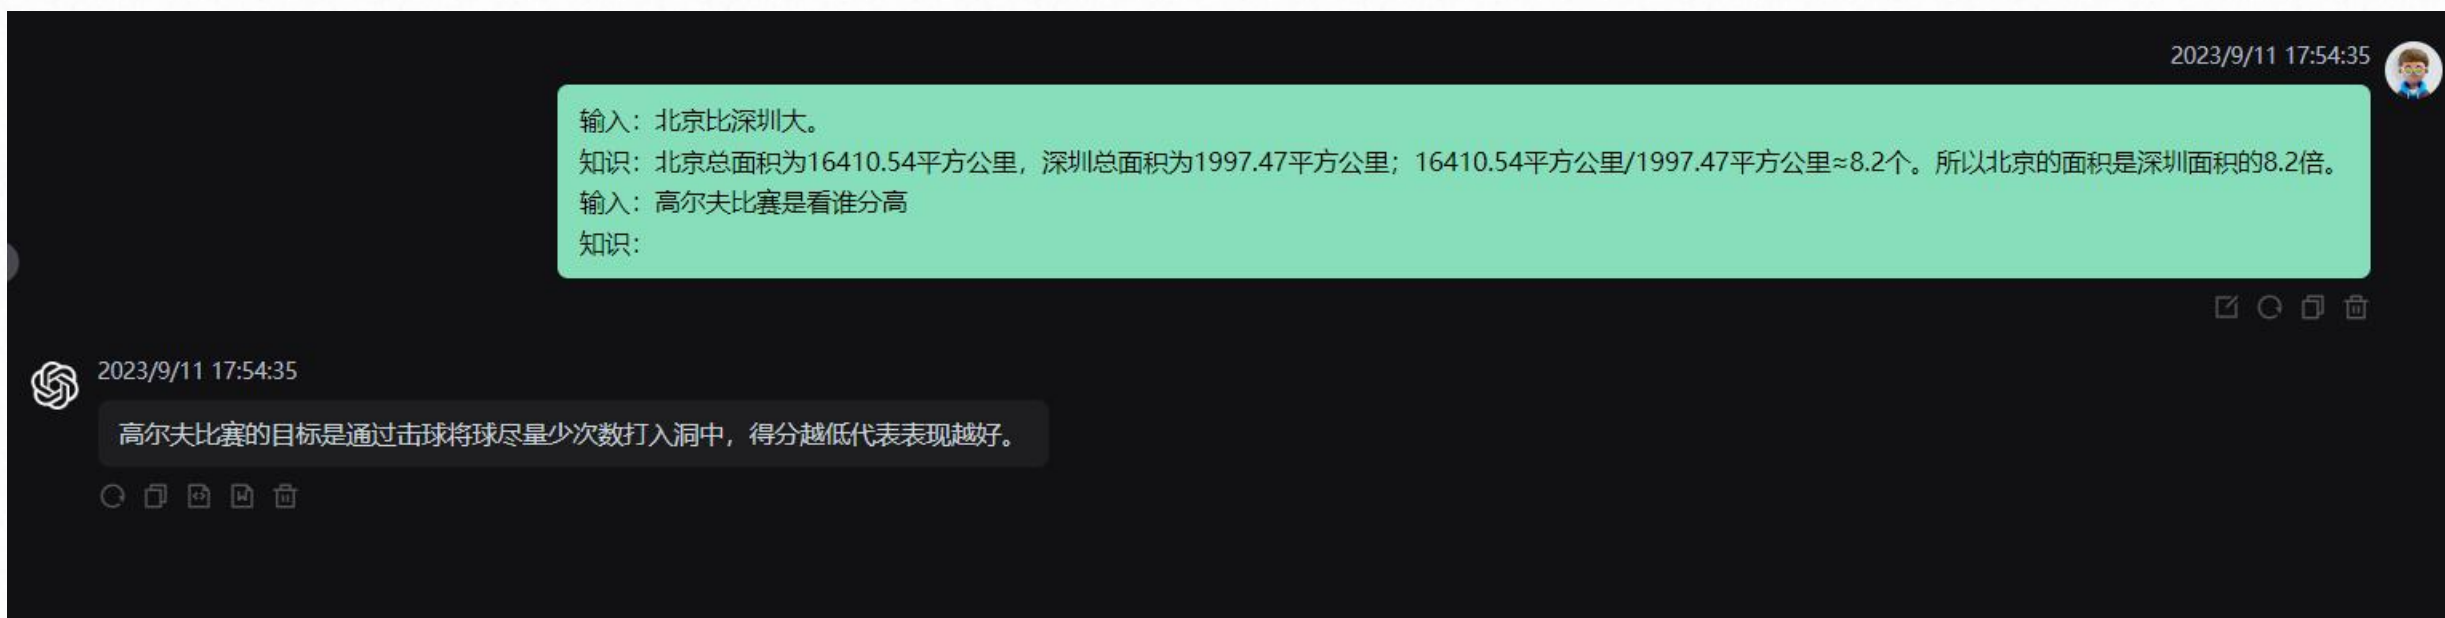 2023/9/11 17:54:35
输入：北京比深圳大。
知识：北京总面积为16410.54平方公里，深圳总面积为1997.47平方公里；16410.54平方公里/1997.47平方公里≈8.2个。所以北京的面积是深圳面积的8.2倍。
输入：高尔夫比赛是看谁分高
知识：
2023/9/11 17:54:35
高尔夫比赛的目标是通过击球将球尽量少次数打入洞中，得分越低代表表现越好。